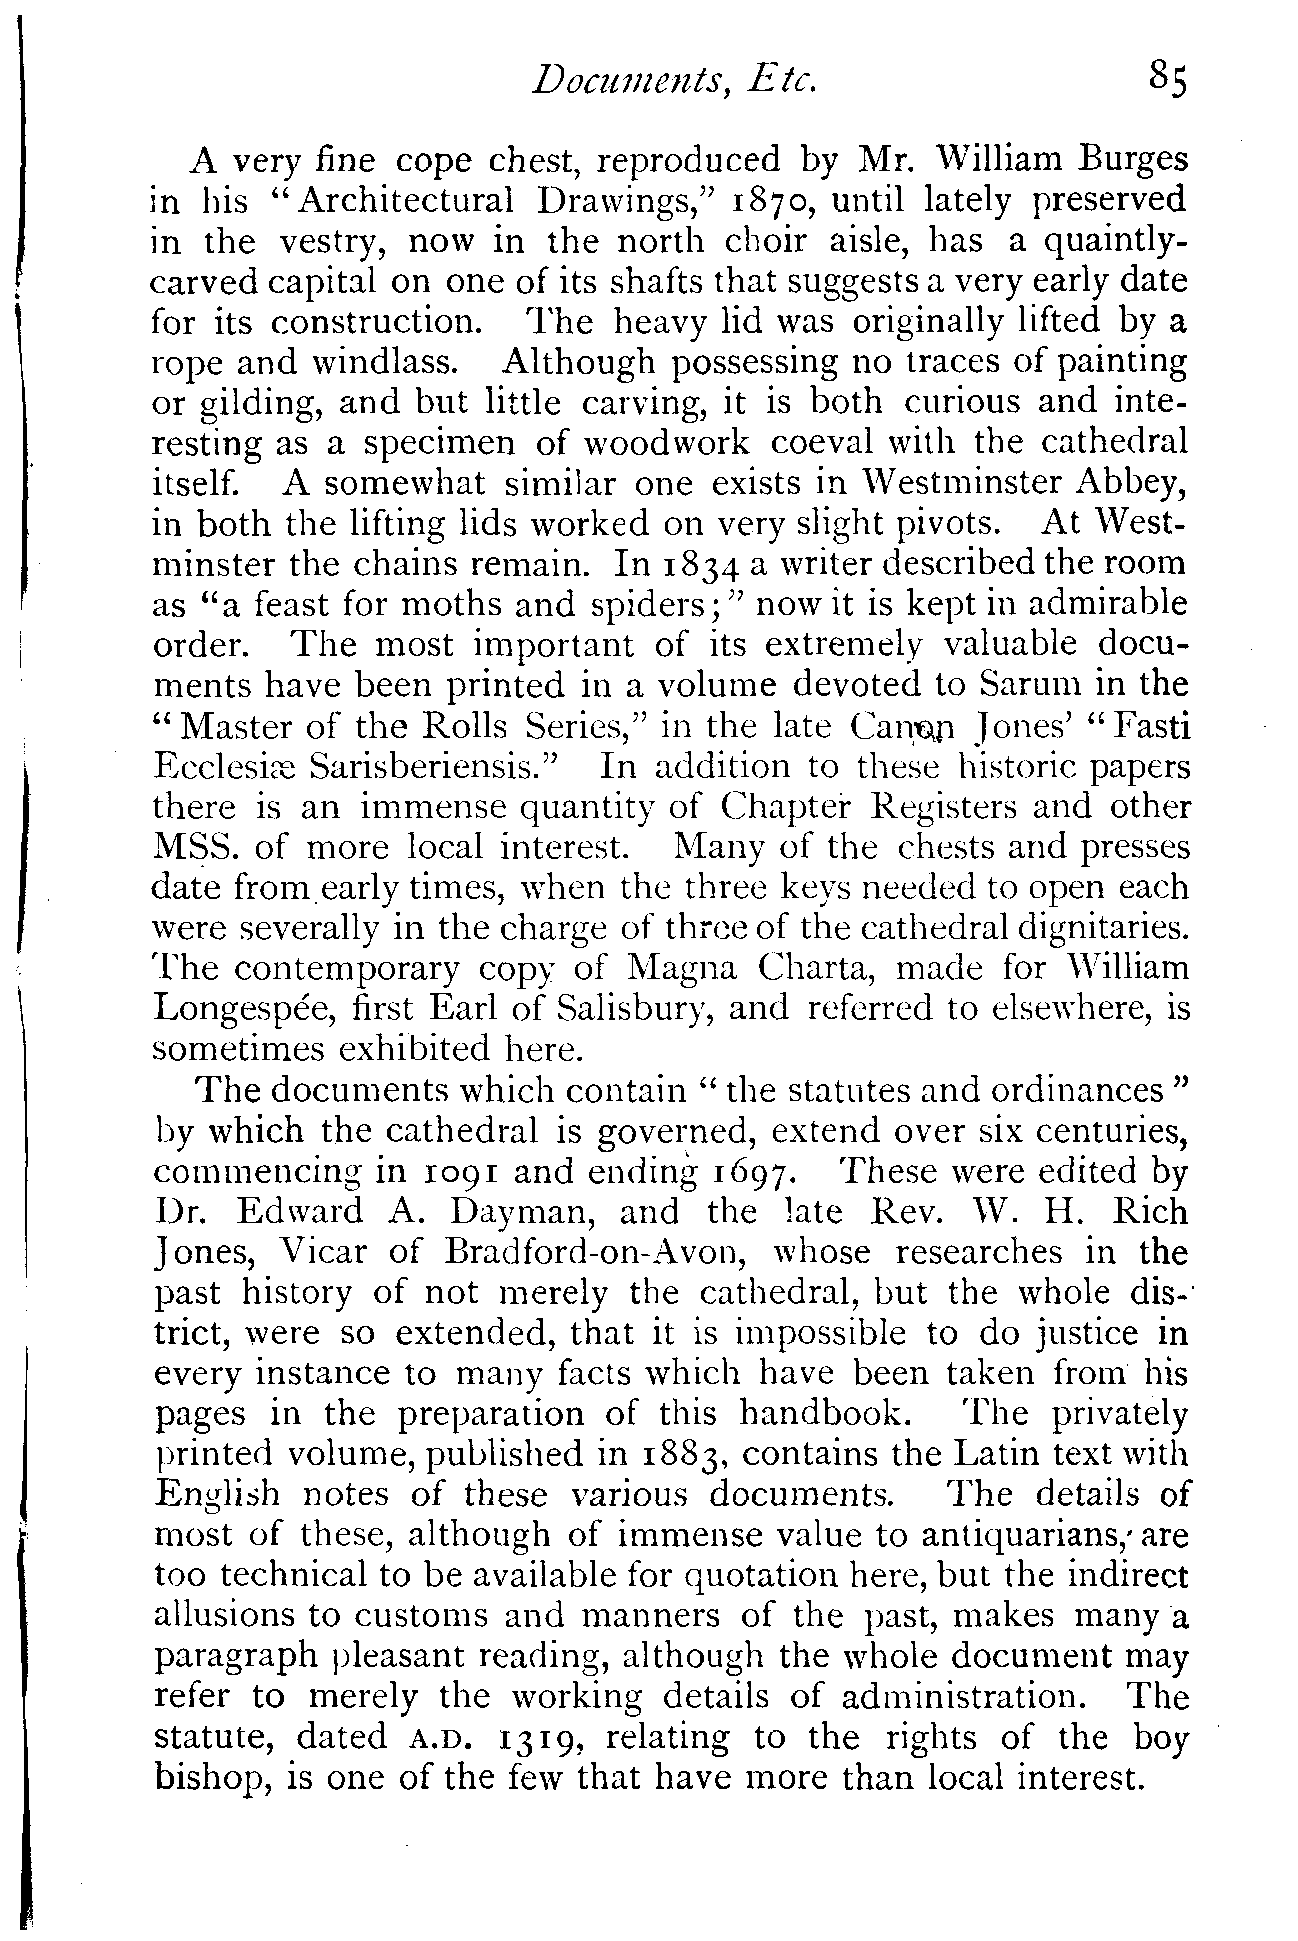 Documents, Etc. 85
A very fine cope chest, reproduced by Mr. William Burges
in his “Architectural Drawings,” 1870, until lately preserved
in the vestry, now in the north choir aisle, has a quaintly-
carved capital on one of its shafts that suggests a very early date
for its construction. The heavy lid was originally lifted by a
rope and windlass. Although possessing no traces of painting
or gilding, and but little carving, it is both curious and inte-
resting as a specimen of woodwork coeval with the cathedral
itself. A somewhat similar one exists in Westminster Abbey,
in both the lifting lids worked on very slight pivots. At West-
minster the chains remain. In 1834 a writer described the room
as “a feast for moths and spiders;” now it is kept in admirable
order. The most important of its extremely valuable docu-
ments have been printed in a volume devoted to Sarum in the
“Master of the Rolls Series,” in the late Canon Jones’ “Fasti
Ecclesiæ Sarisberiensis.” In addition to these historic papers
there is an immense quantity of Chapter Registers and other
MSS. of more local interest. Many of the chests and presses
date from early times, when the three keys needed to open each
were severally in the charge of three of the cathedral dignitaries.
The contemporary copy of Magna Charta, made for William
Longespée, first Earl of Salisbury, and referred to elsewhere, is
sometimes exhibited here.
The documents which contain “the statutes and ordinances”
by which the cathedral is governed, extend over six centuries,
commencing in 1091 and ending 1697. These were edited by
Dr. Edward A. Dayman, and the late Rev. W. H. Rich
Jones, Vicar of Bradford-on-Avon, whose researches in the
past history of not merely the cathedral, but the whole dis-
trict, were so extended, that it is impossible to do justice in
every instance to many facts which have been taken from his
pages in the preparation of this handbook. The privately
printed volume, published in 1883, contains the Latin text with
English notes of these various documents. The details of
most of these, although of immense value to antiquarians, are
too technical to be available for quotation here, but the indirect
allusions to customs and manners of the past, makes many a
paragraph pleasant reading, although the whole document may
refer to merely the working details of administration. The
statute, dated A.D. 1319, relating to the rights of the boy
bishop, is one of the few that have more than local interest.